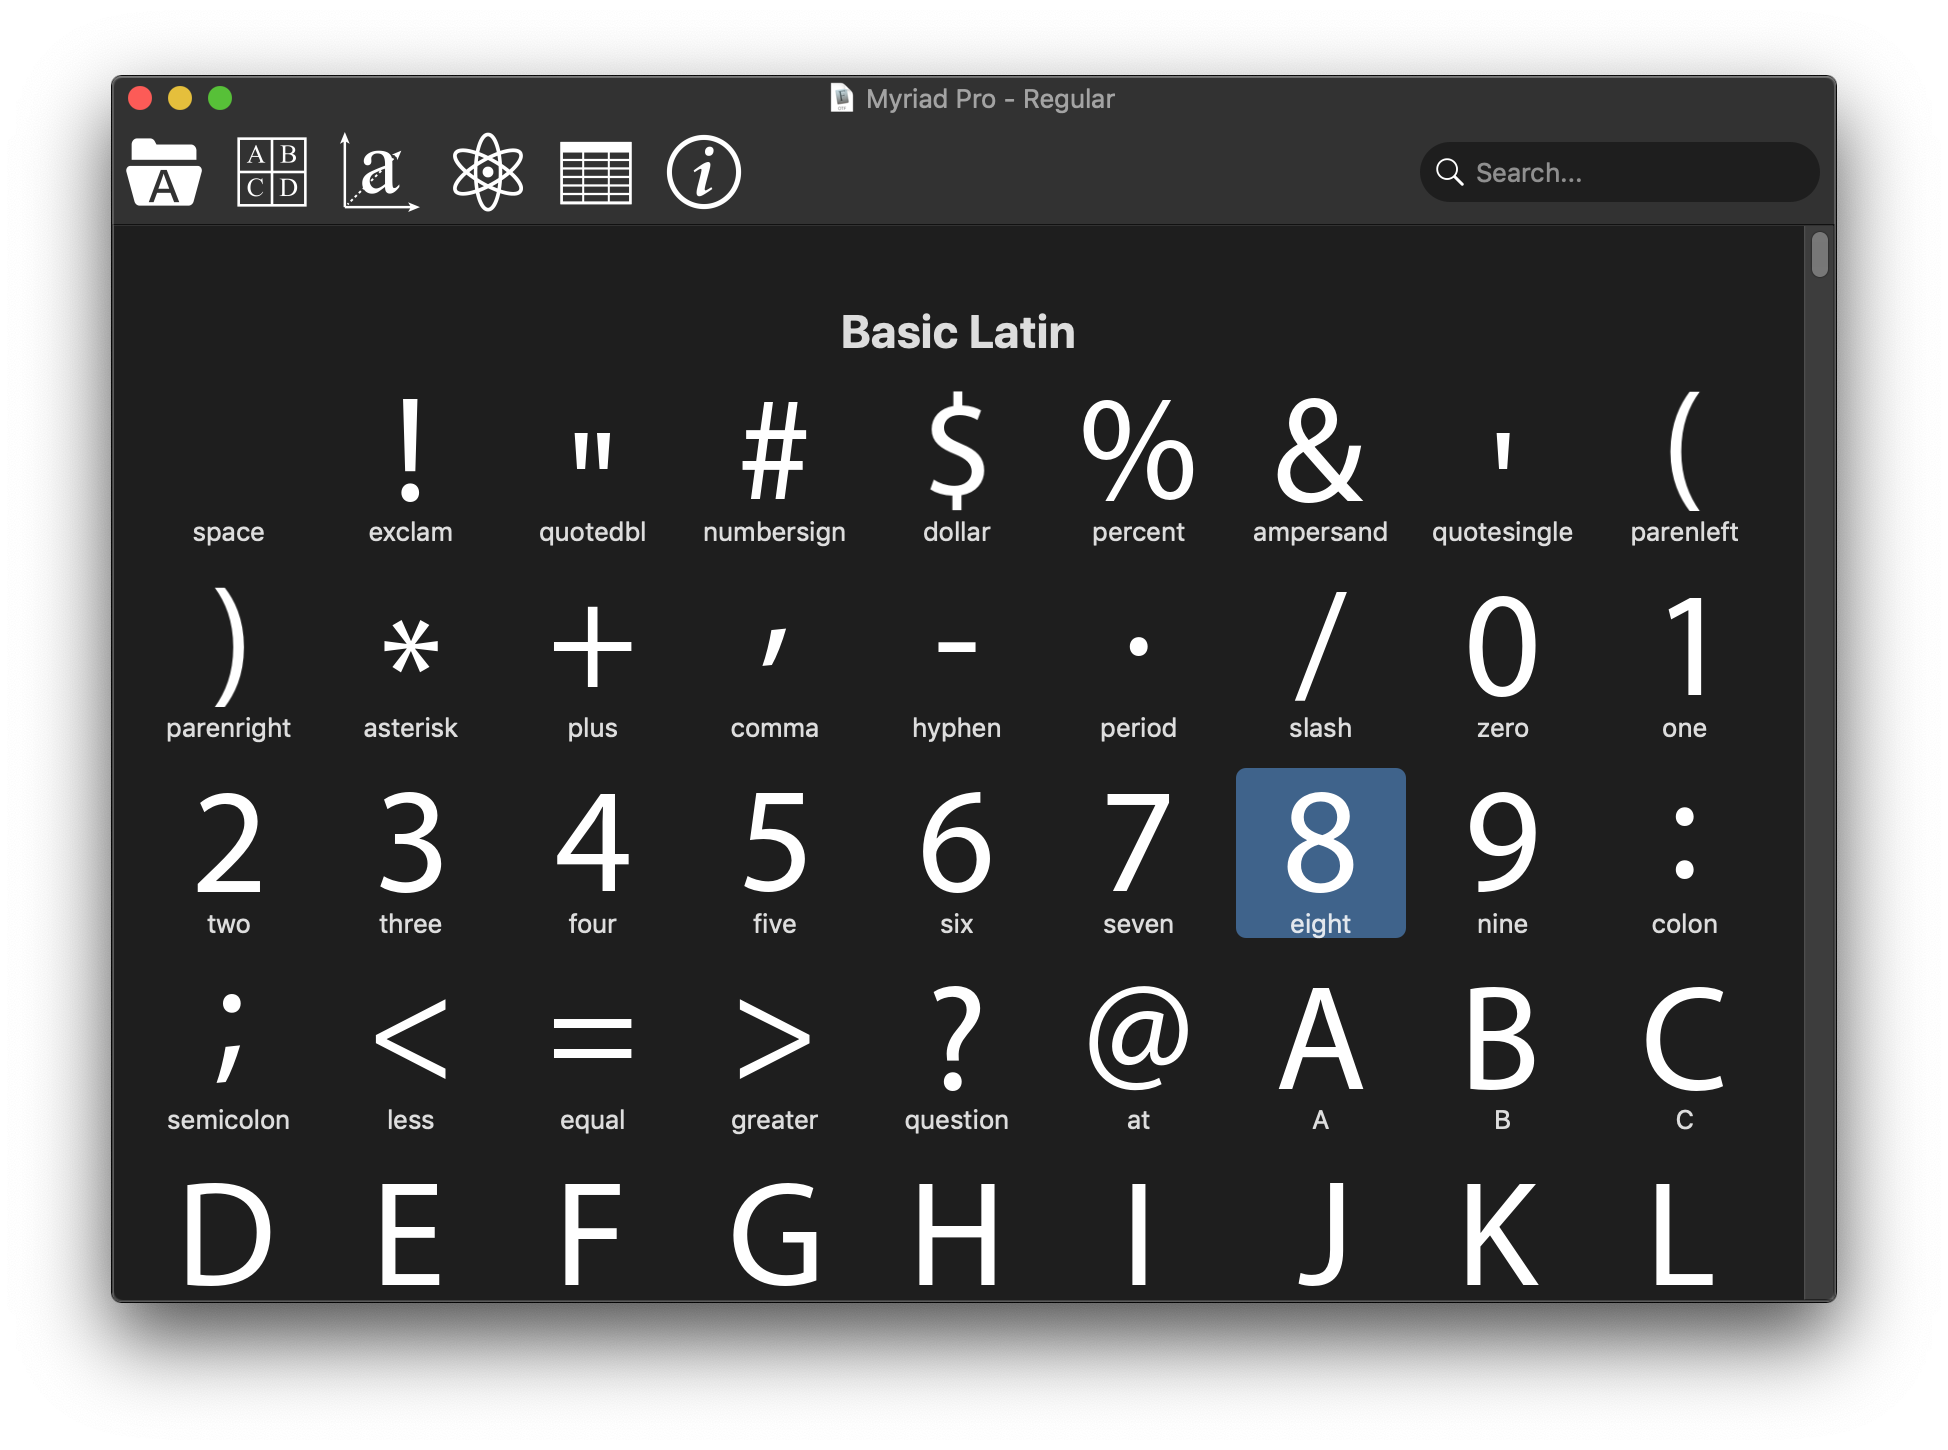 Myriad Pro - Regular
A
A B
C D
a
i
Search...
Basic Latin
! " # $ % & ' (
space exclam quotedbl numbersign dollar percent ampersand quotesingle parenleft
) * + , - . / 0 1
parenright asterisk plus comma hyphen period slash zero one
2 3 4 5 6 7 8 9 :
two three four five six seven eight nine colon
; < = > ? @ A B C
semicolon less equal greater question at A B C
D E F G H I J K L